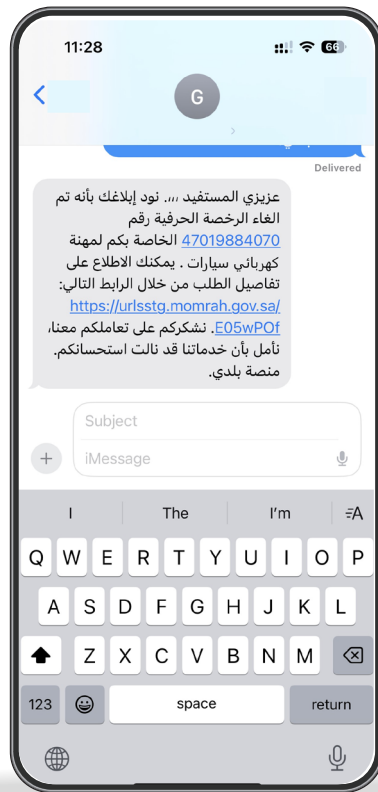 11:28
66
G
Delivered
عزيزي المستفيد ،،،. نود إبلاغك بأنه تم
الغاء الرخصة الحرفية رقم
47019884070 الخاصة بكم لمهنة
كهربائي سيارات . يمكنك الاطلاع على
تفاصيل الطلب من خلال الرابط التالي:
https://urlsstg.momrah.gov.sa/
E05wPOf. نشكركم على تعاملكم معنا،
نأمل بأن خدماتنا قد نالت استحسانكم.
منصة بلدي.
Subject
iMessage
I The I'm
Q W E R T Y U I O P
A S D F G H J K L
Z X C V B N M
123 space return